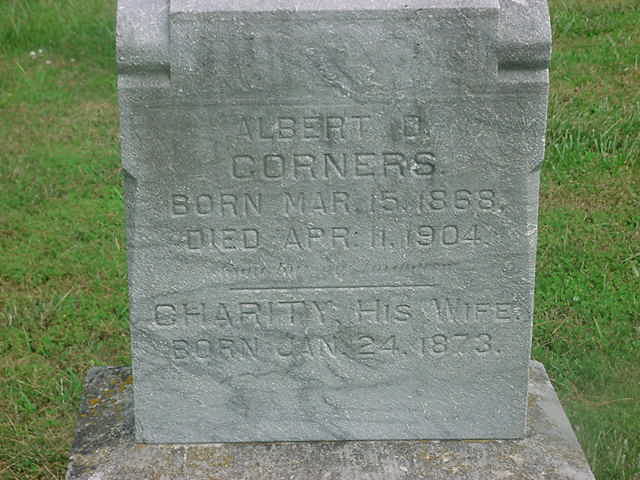 ALBERT D.
CORNERS.
BORN MAR. 15, 1868.
DIED APR. 11, 1904.
CHARITY, HIS WIFE.
BORN JAN. 24, 1873.